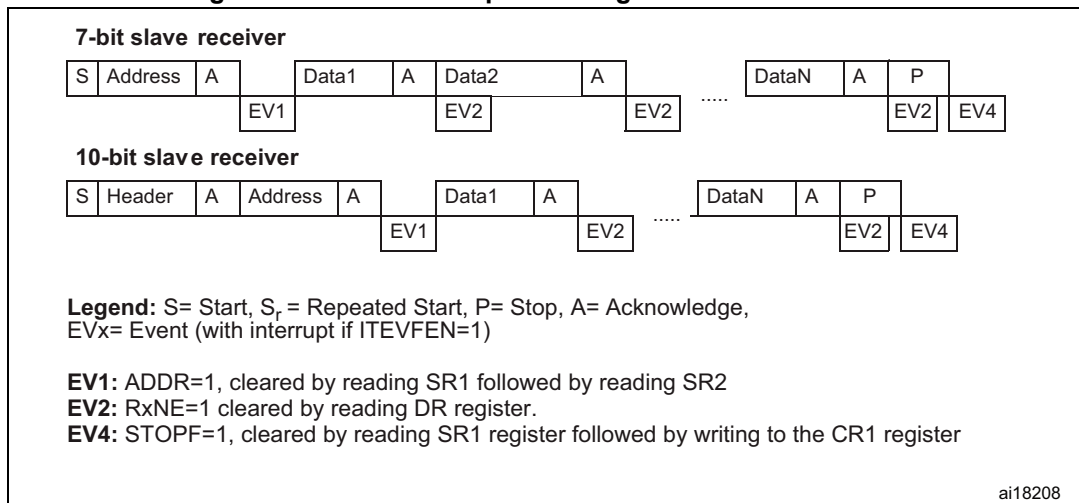 7-bit slave receiver
S Address A Data1 A Data2 A ..... DataN A P
EV1 EV2 EV2 EV2 EV4
10-bit slave receiver
S Header A Address A Data1 A ..... DataN A P
EV1 EV2 EV2 EV4
Legend: S= Start, Sr = Repeated Start, P= Stop, A= Acknowledge,
EVx= Event (with interrupt if ITEVFEN=1)
EV1: ADDR=1, cleared by reading SR1 followed by reading SR2
EV2: RxNE=1 cleared by reading DR register.
EV4: STOPF=1, cleared by reading SR1 register followed by writing to the CR1 register
ai18208